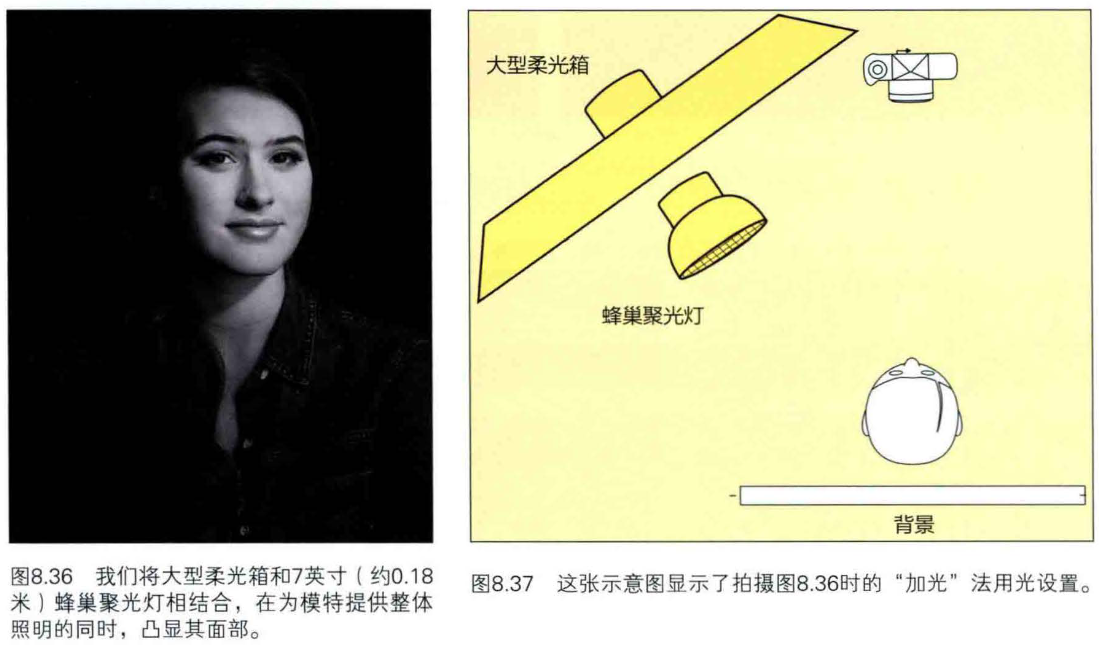 大型柔光箱
蜂巢聚光灯
背景
图8.36 我们将大型柔光箱和7英寸（约0.18
米）蜂巢聚光灯相结合，在为模特提供整体
照明的同时，凸显其面部。
图8.37 这张示意图显示了拍摄图8.36时的“加光”法用光设置。